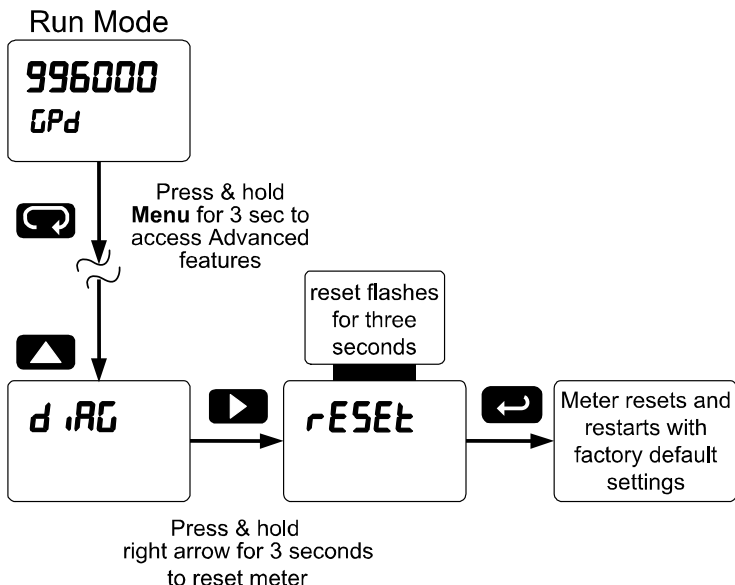 Run Mode
996000
GPd
Press & hold
Menu for 3 sec to
access Advanced
features
reset flashes
for three
seconds
diAG
rESEt
Meter resets and
restarts with
factory default
settings
Press & hold
right arrow for 3 seconds
to reset meter